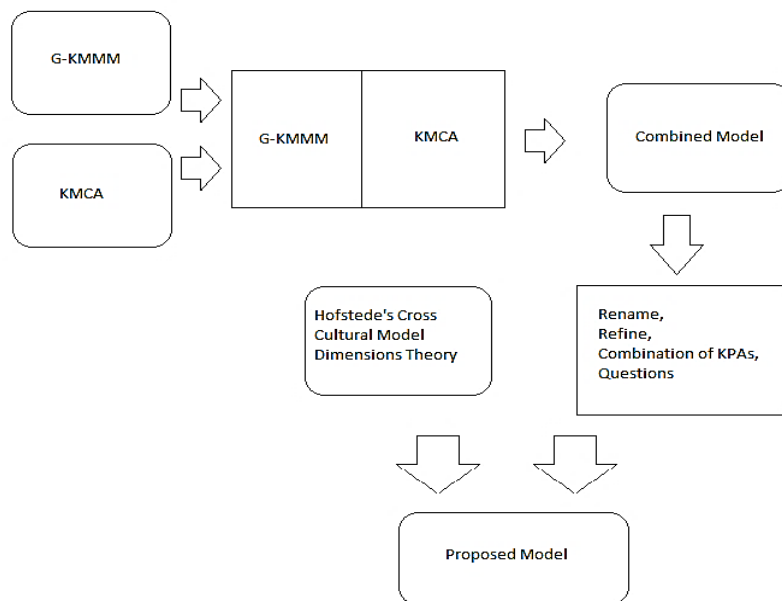 G-KMMM
KMCA
G-KMMM
KMCA
Combined Model
Hofstede's Cross
Cultural Model
Dimensions Theory
Rename,
Refine,
Combination of KPAs,
Questions
Proposed Model